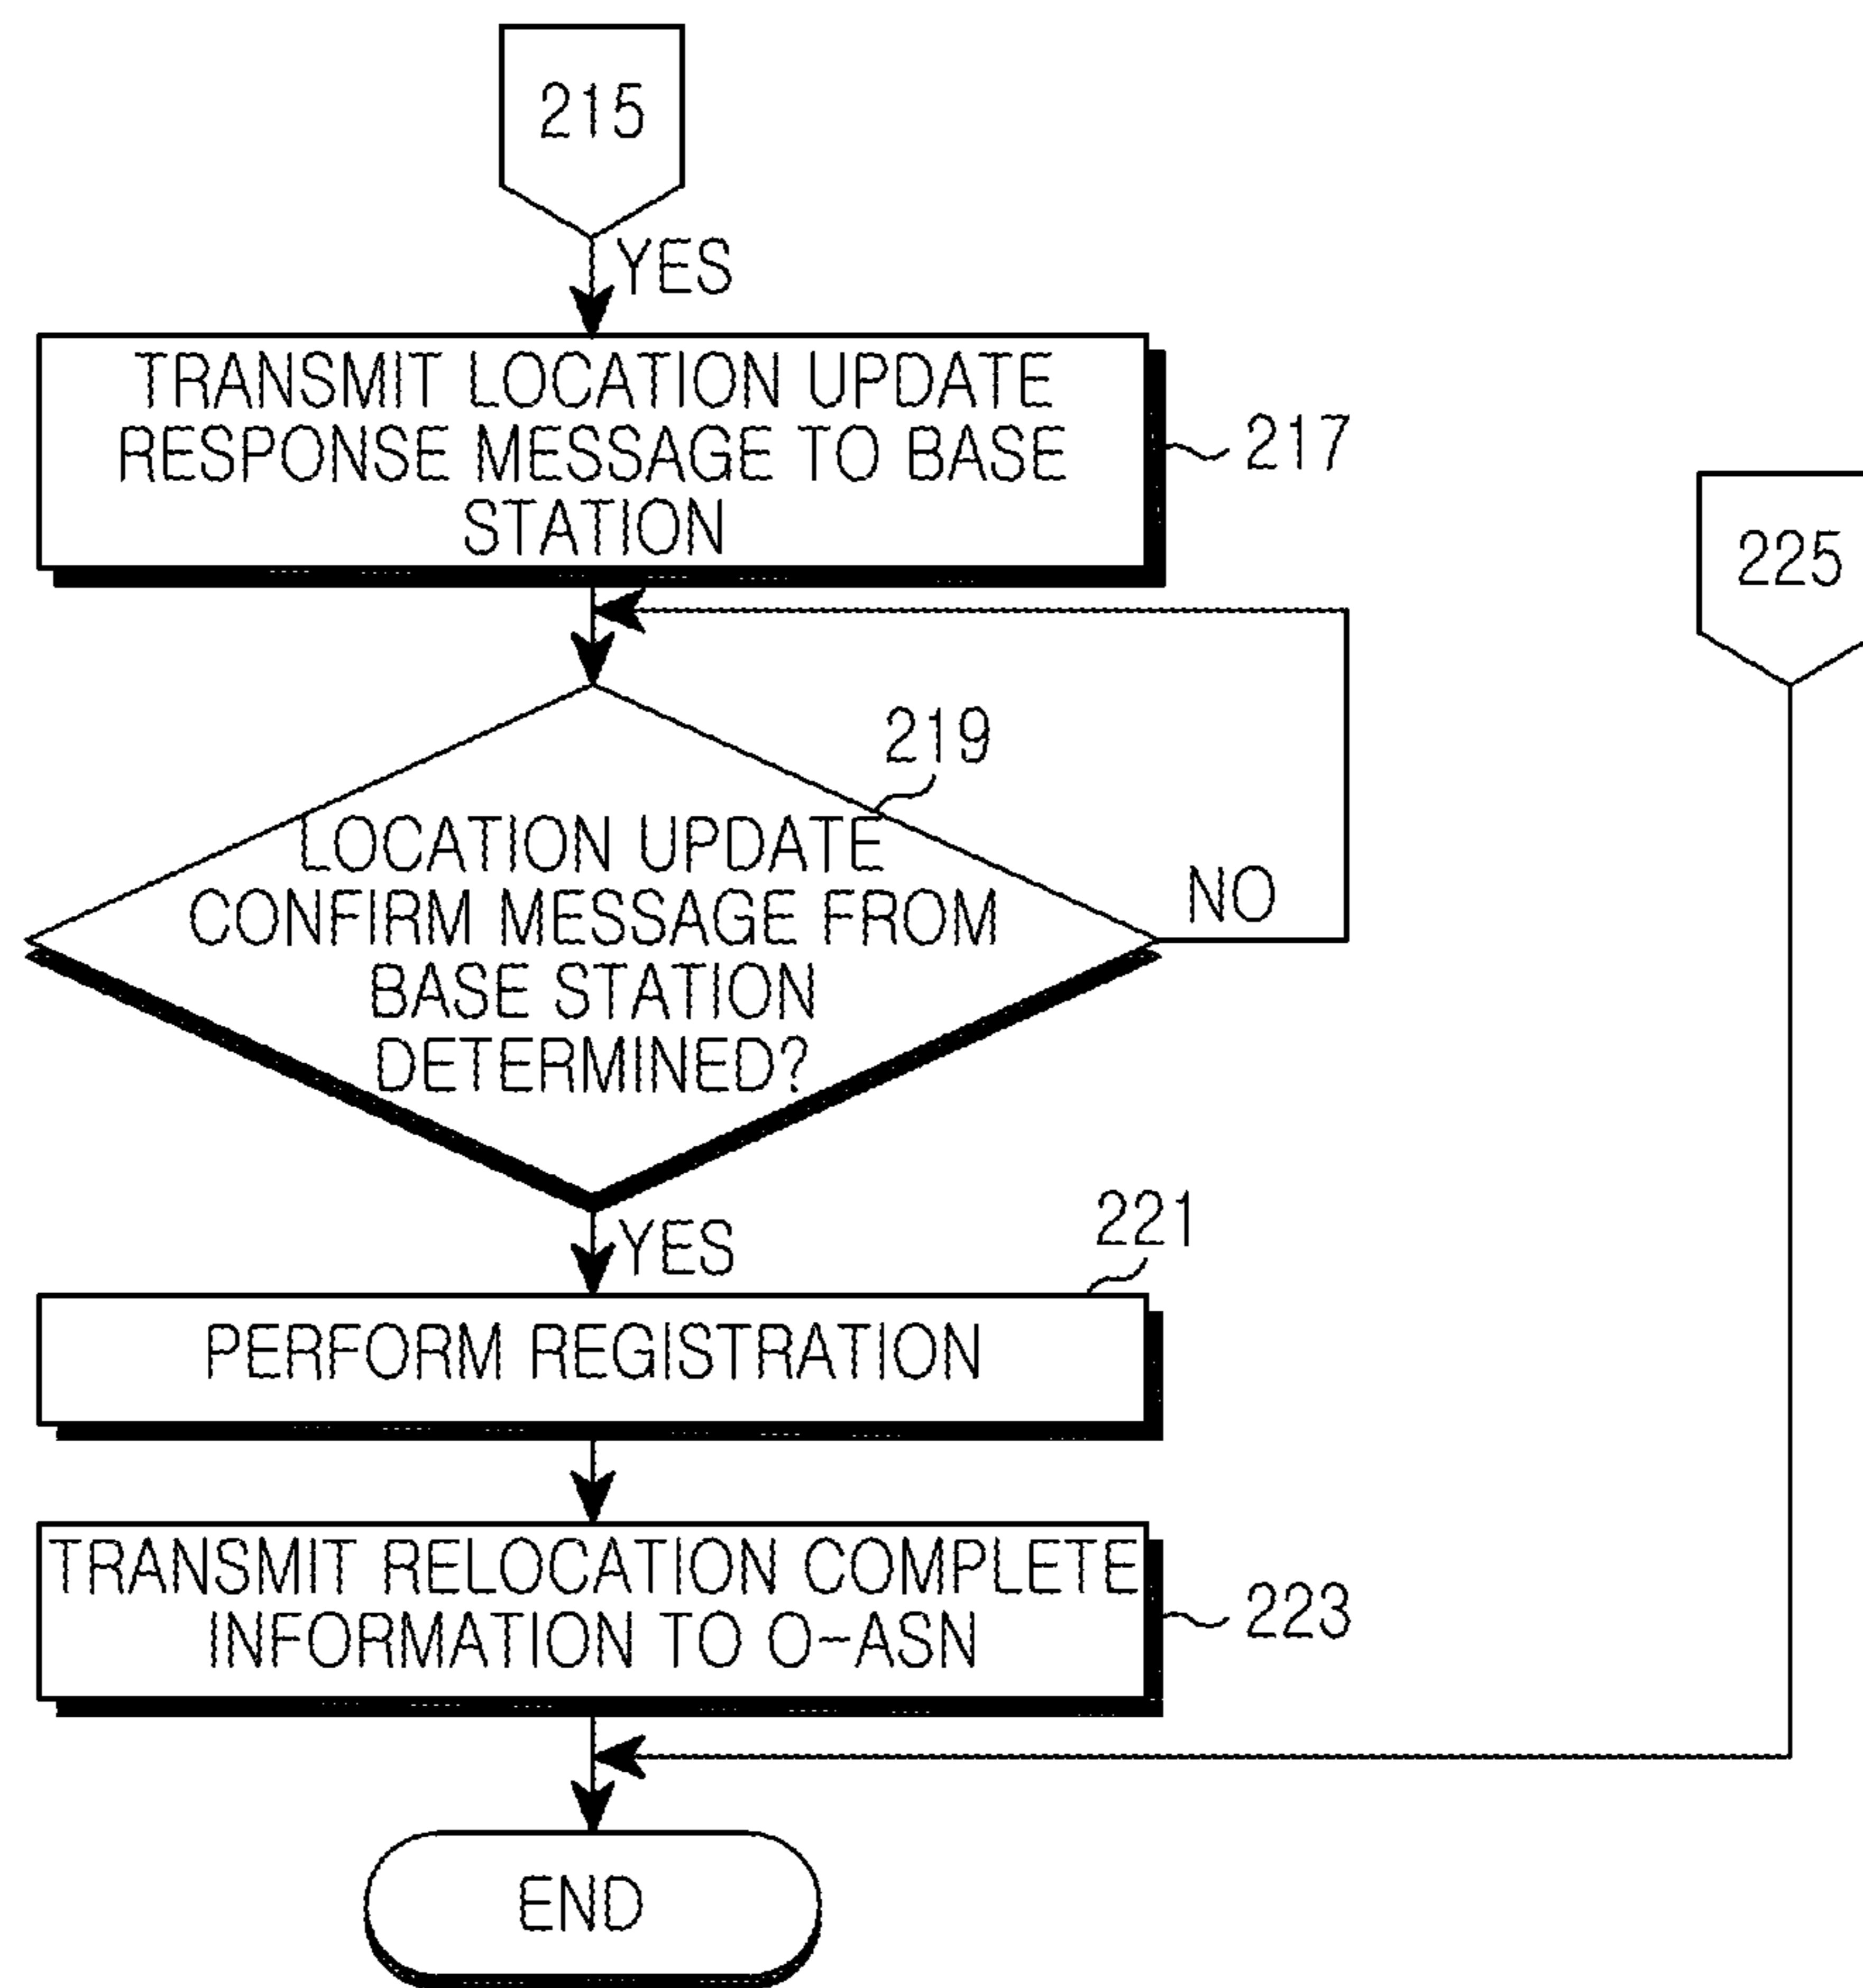 215
YES
TRANSMIT LOCATION UPDATE
RESPONSE MESSAGE TO BASE
STATION
217
225
219
LOCATION UPDATE
CONFIRM MESSAGE FROM
BASE STATION
DETERMINED?
NO
YES
221
PERFORM REGISTRATION
TRANSMIT RELOCATION COMPLETE
INFORMATION TO O-ASN
223
END